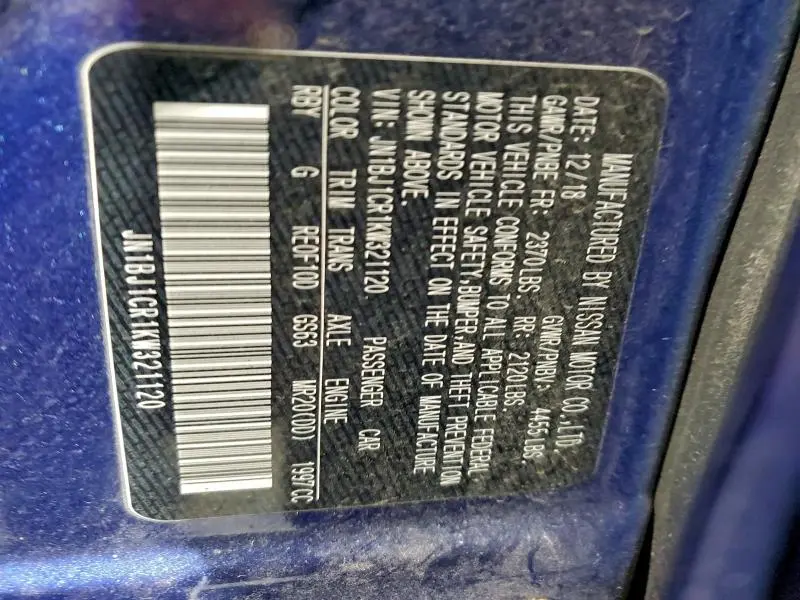 MANUFACTURED BY NISSAN MOTOR CO.,LTD.
DATE: 12/18 GVWR/PNBV: 4455LBS.
GAWR/PNBE FR: 2370LBS. RR: 2120LBS.
THIS VEHICLE CONFORMS TO ALL APPLICABLE FEDERAL
MOTOR VEHICLE SAFETY,BUMPER,AND THEFT PREVENTION
STANDARDS IN EFFECT ON THE DATE OF MANUFACTURE
SHOWN ABOVE.
VIN: JN1BJ1CR1KW321120. PASSENGER CAR
COLOR TRIM TRANS AXLE ENGINE
RBY G RE0F10D GS63 MR20(DD) 1997CC
JN1BJ1CR1KW321120